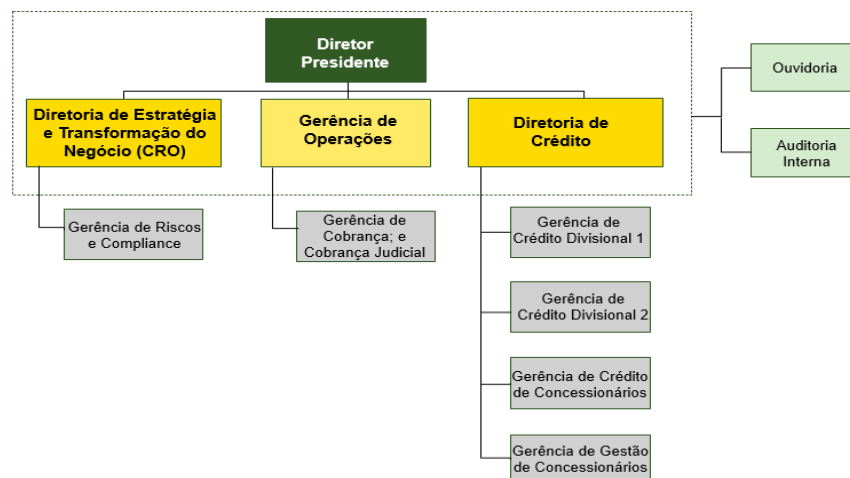 Diretor
Presidente
Ouvidoria
Diretoria de Estratégia
e Transformação do
Negócio (CRO)
Gerência de
Operações
Diretoria de
Crédito
Auditoria
Interna
Gerência de Riscos
e Compliance
Gerência de
Cobrança; e
Cobrança Judicial
Gerência de
Crédito Divisional 1
Gerência de
Crédito Divisional 2
Gerência de Crédito
de Concessionários
Gerência de Gestão
de Concessionários